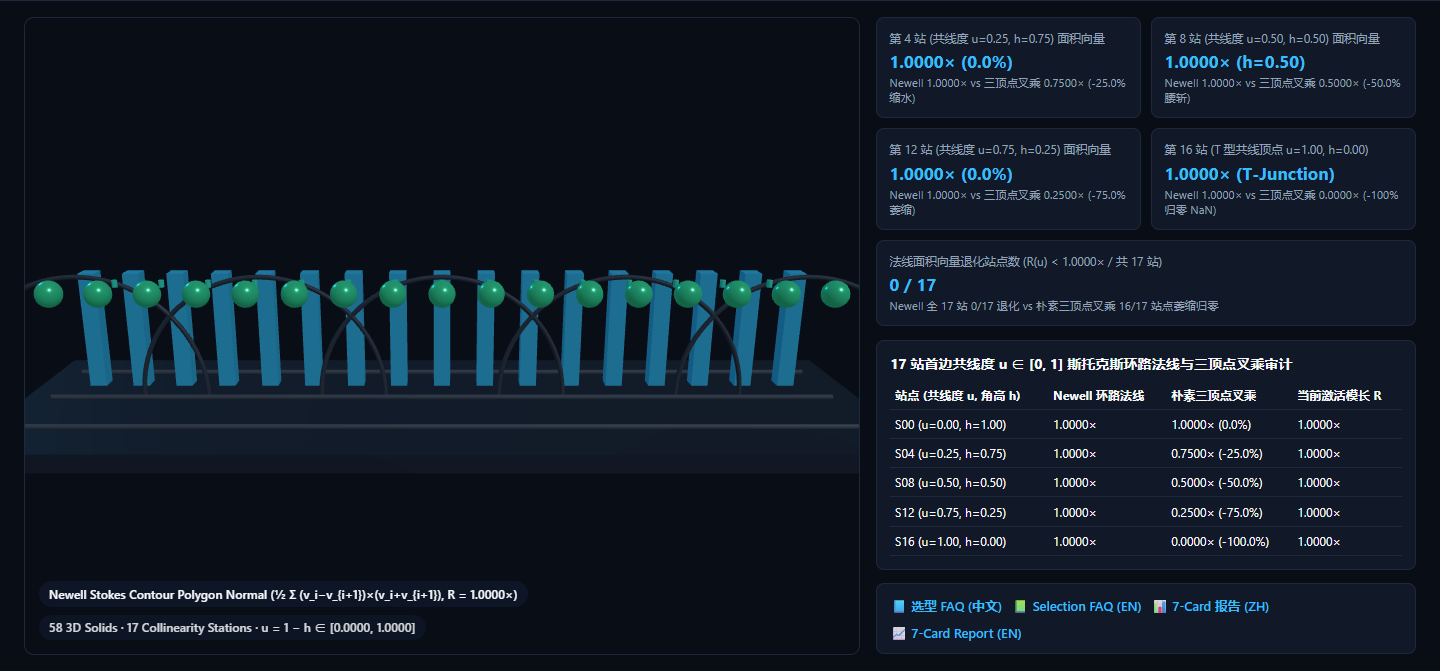 Newell Stokes Contour Polygon Normal (½ Σ (v_i−v_{i+1})×(v_i+v_{i+1}), R = 1.0000×)
58 3D Solids · 17 Collinearity Stations · u = 1 − h ∈ [0.0000, 1.0000]
第 4 站 (共线度 u=0.25, h=0.75) 面积向量
1.0000× (0.0%)
Newell 1.0000× vs 三顶点叉乘 0.7500× (-25.0%
缩水)
第 8 站 (共线度 u=0.50, h=0.50) 面积向量
1.0000× (h=0.50)
Newell 1.0000× vs 三顶点叉乘 0.5000× (-50.0%
腰斩)
第 12 站 (共线度 u=0.75, h=0.25) 面积向量
1.0000× (0.0%)
Newell 1.0000× vs 三顶点叉乘 0.2500× (-75.0%
萎缩)
第 16 站 (T 型共线顶点 u=1.00, h=0.00)
1.0000× (T-Junction)
Newell 1.0000× vs 三顶点叉乘 0.0000× (-100%
归零 NaN)
法线面积向量退化站点数 (R(u) < 1.0000× / 共 17 站)
0 / 17
Newell 全 17 站 0/17 退化 vs 朴素三顶点叉乘 16/17 站点萎缩归零
17 站首边共线度 u ∈ [0, 1] 斯托克斯环路法线与三顶点叉乘审计
站点 (共线度 u, 角高 h) Newell 环路法线 朴素三顶点叉乘 当前激活模长 R
S00 (u=0.00, h=1.00) 1.0000× 1.0000× (0.0%) 1.0000×
S04 (u=0.25, h=0.75) 1.0000× 0.7500× (-25.0%) 1.0000×
S08 (u=0.50, h=0.50) 1.0000× 0.5000× (-50.0%) 1.0000×
S12 (u=0.75, h=0.25) 1.0000× 0.2500× (-75.0%) 1.0000×
S16 (u=1.00, h=0.00) 1.0000× 0.0000× (-100.0%) 1.0000×
选型 FAQ (中文) Selection FAQ (EN) 7-Card 报告 (ZH)
7-Card Report (EN)